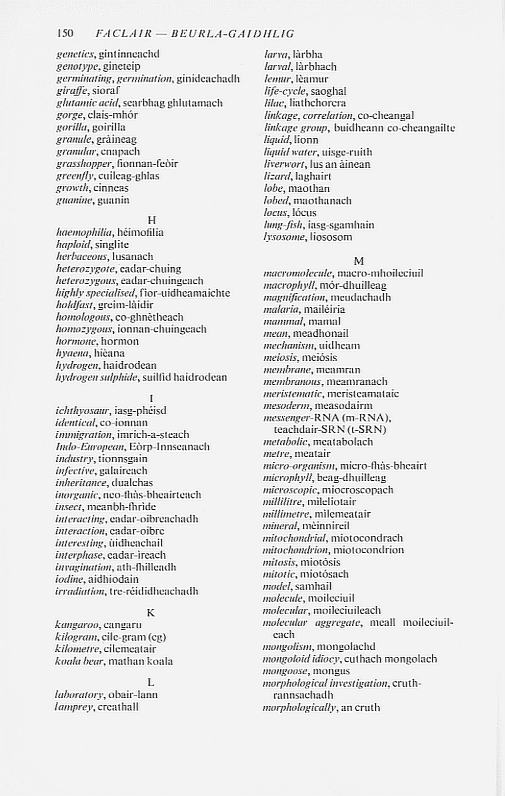 150 FACLAIR — BEURLA-GAIDHLIG
genetics, gintinneachd
genotype, gineteip
germinating, germination, ginideachadh
giraffe, sioraf
glutamic acid, searbhag ghlutamach
gorge, clais-mhór
gorilla, goirilla
granule, gràineag
granular, cnapach
grasshopper, fionnan-feòir
greenfly, cuileag-ghlas
growth, cinneas
guanine, guanin
H
haemophilia, héimofilia
haploid, singlite
herbaceous, lusanach
heterozygote, eadar-chuing
heterozygous, eadar-chuingeach
highly specialised, fìor-uidheamaichte
holdfast, greim-làidir
homologous, co-ghnètheach
homozygous, ionnan-chuingeach
hormone, hormon
hyaena, hièana
hydrogen, haidrodean
hydrogen sulphide, suilfid haidrodean
I
ichthyosaur, iasg-phéisd
identical, co-ionnan
immigration, imrich-a-steach
Indo-European, Eòrp-Innseanach
industry, tionnsgain
infective, galaireach
inheritance, dualchas
inorganic, neo-fhàs-bheairteach
insect, meanbh-fhrìde
interacting, eadar-oibreachadh
interaction, eadar-oibre
interesting, ùidheachail
interphase, eadar-ìreach
invagination, ath-fhilleadh
iodine, aidhiodain
irradiation, tre-réididheachadh
K
kangaroo, cangaru
kilogram, cile-gram (cg)
kilometre, cilemeatair
koala bear, mathan koala
L
laboratory, obair-lann
lamprey, creathall
larva, làrbha
larval, làrbhach
lemur, lèamur
life-cycle, saoghal
lilac, liathchorcra
linkage, correlation, co-cheangal
linkage group, buidheann co-cheangailte
liquid, lionn
liquid water, uisge-ruith
liverwort, lus an àinean
lizard, laghairt
lobe, maothan
lobed, maothanach
locus, lócus
lung-fish, iasg-sgamhain
lysosome, liososom
M
macromolecule, macro-mhoileciuil
macrophyll, mór-dhuilleag
magnification, meudachadh
malaria, mailéiria
mammal, mamal
mean, meadhonail
mechanism, uidheam
meiosis, meiósis
membrane, meamran
membranous, meamranach
meristematic, meristeamataic
mesoderm, measodairm
messenger-RNA (m-RNA),
teachdair-SRN (t-SRN)
metabolic, meatabolach
metre, meatair
micro-organism, micro-fhàs-bheairt
microphyll, beag-dhuilleag
microscopic, miocroscopach
millilitre, mìleliotair
millimetre, mìlemeatair
mineral, mèinnireil
mitochondrial, miotocondrach
mitochondrion, miotocondrion
mitosis, miotósis
mitotic, miotósach
model, samhail
molecule, moileciuil
molecular, moileciuileach
molecular aggregate, meall moileciuil-
each
mongolism, mongolachd
mongoloid idiocy, cuthach mongolach
mongoose, mongus
morphological investigation, cruth-
rannsachadh
morphologically, an cruth